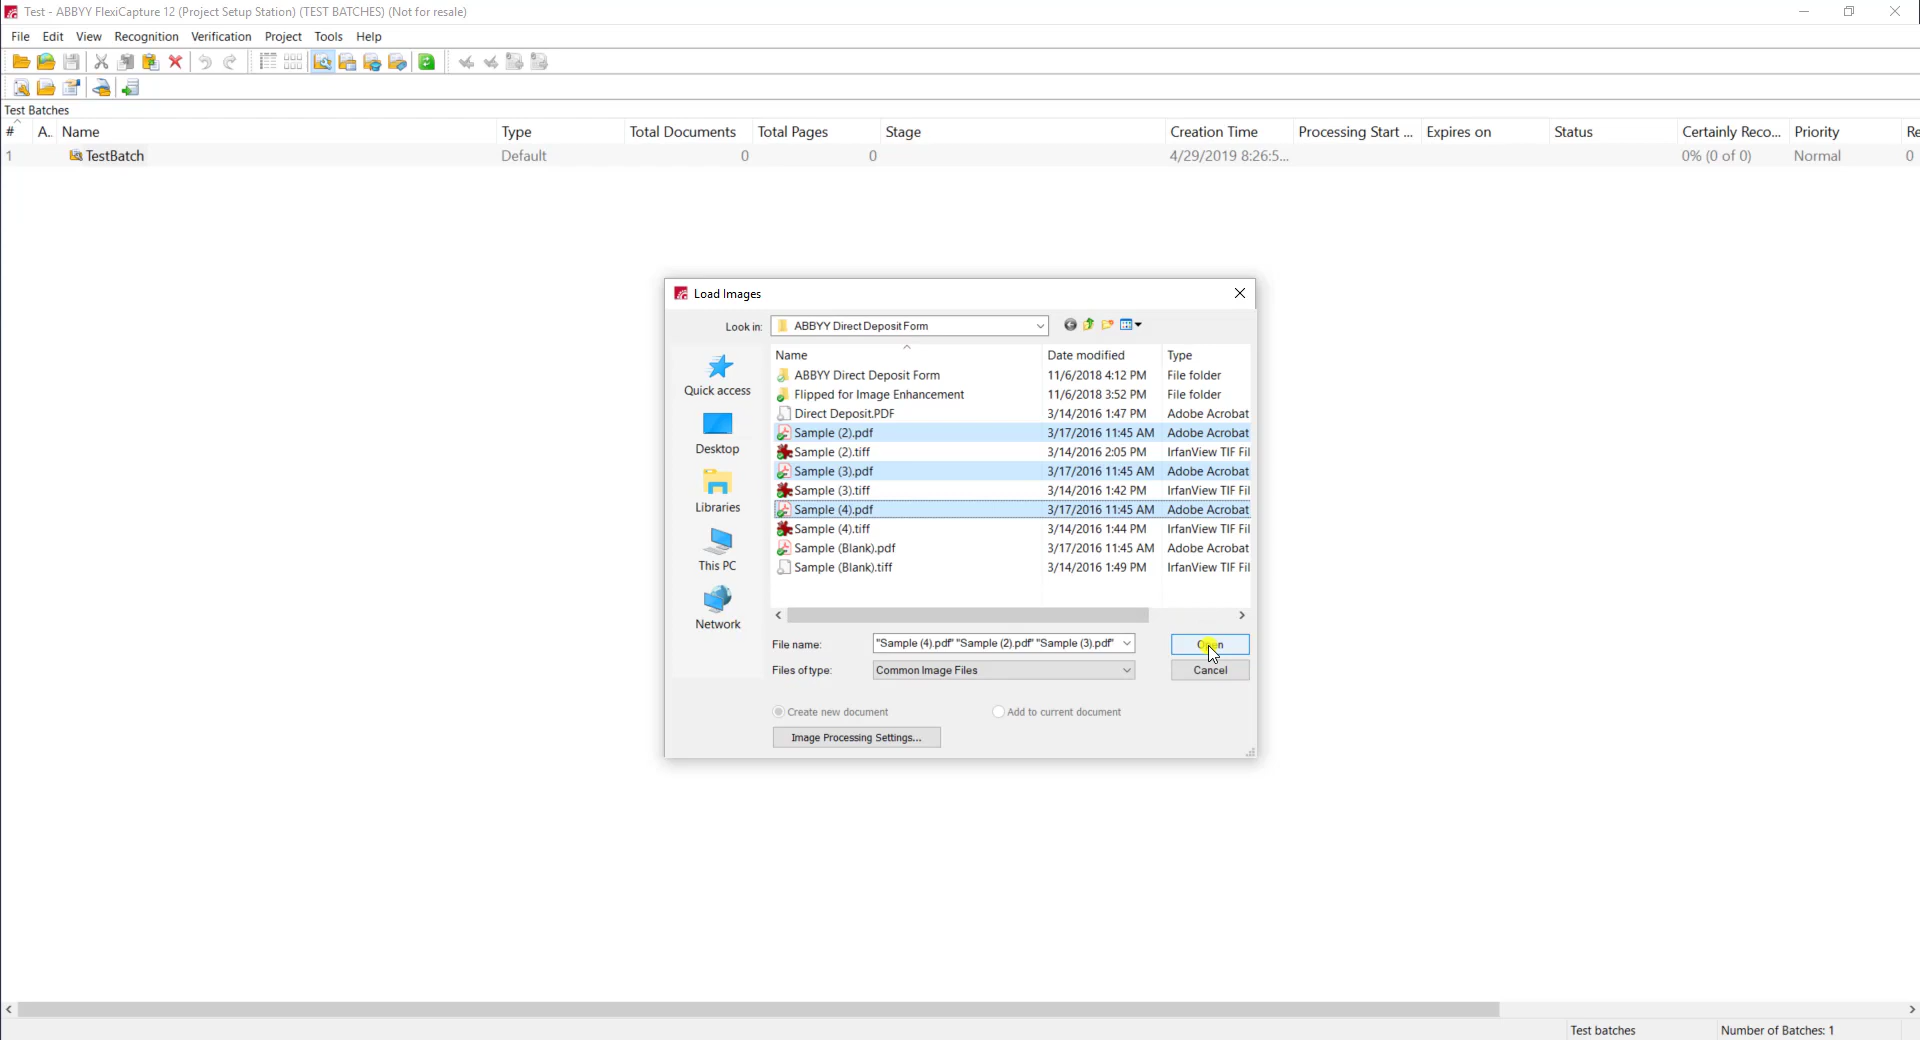 Test - ABBYY FlexiCapture 12 (Project Setup Station) (TEST BATCHES) (Not for resale)
File Edit View Recognition Verification Project Tools Help
Test Batches
# A.. Name Type Total Documents Total Pages Stage Creation Time Processing Start ... Expires on Status Certainly Reco... Priority Re
1 TestBatch Default 0 0 4/29/2019 8:26:5... 0% (0 of 0) Normal 0
Load Images
Look in: ABBYY Direct Deposit Form
Name Date modified Type
ABBYY Direct Deposit Form 11/6/2018 4:12 PM File folder
Flipped for Image Enhancement 11/6/2018 3:52 PM File folder
Direct Deposit.PDF 3/14/2016 1:47 PM Adobe Acrobat
Sample (2).pdf 3/17/2016 11:45 AM Adobe Acrobat
Sample (2).tiff 3/14/2016 2:05 PM IrfanView TIF Fil
Sample (3).pdf 3/17/2016 11:45 AM Adobe Acrobat
Sample (3).tiff 3/14/2016 1:42 PM IrfanView TIF Fil
Sample (4).pdf 3/17/2016 11:45 AM Adobe Acrobat
Sample (4).tiff 3/14/2016 1:44 PM IrfanView TIF Fil
Sample (Blank).pdf 3/17/2016 11:45 AM Adobe Acrobat
Sample (Blank).tiff 3/14/2016 1:49 PM IrfanView TIF Fil
Quick access
Desktop
Libraries
This PC
Network
File name: "Sample (4).pdf" "Sample (2).pdf" "Sample (3).pdf" Open
Files of type: Common Image Files Cancel
Create new document Add to current document
Image Processing Settings...
Test batches Number of Batches: 1